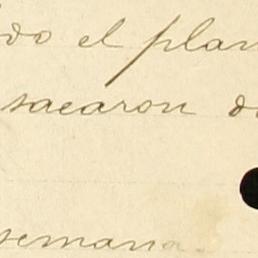 do el plan
sacaron d
semana.